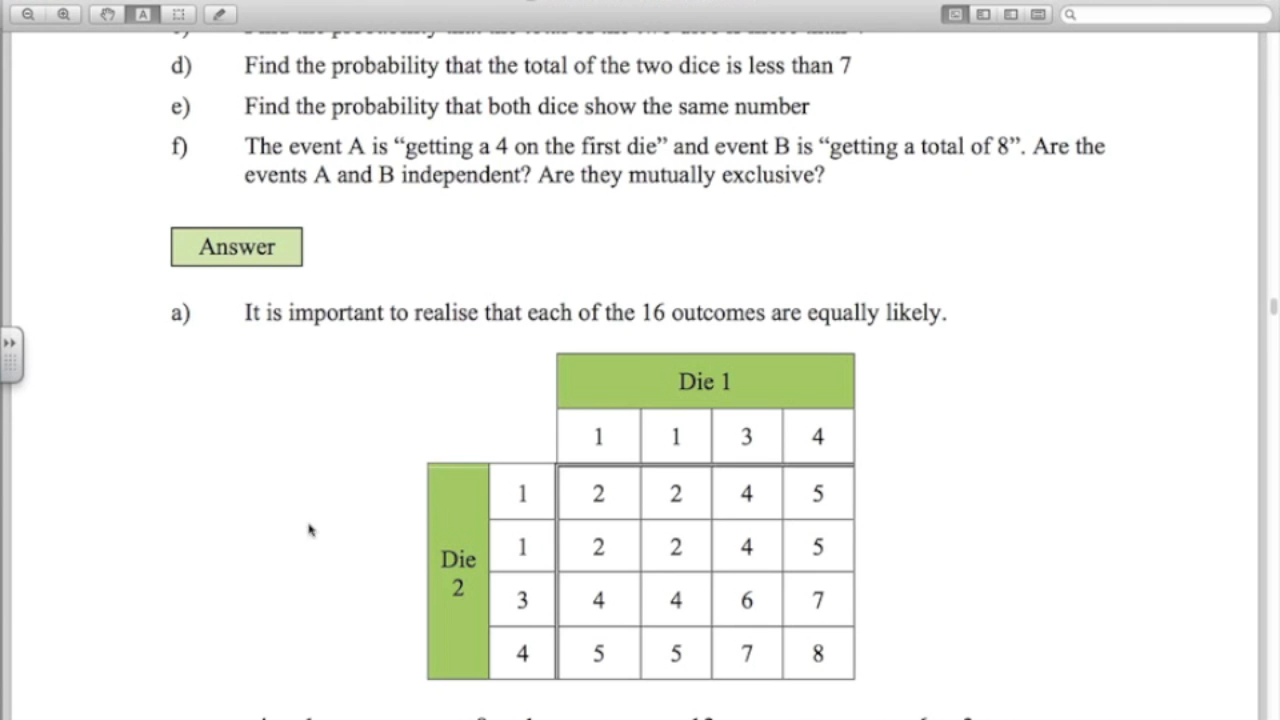 d) Find the probability that the total of the two dice is less than 7
e) Find the probability that both dice show the same number
f) The event A is “getting a 4 on the first die” and event B is “getting a total of 8”. Are the
events A and B independent? Are they mutually exclusive?
Answer
a) It is important to realise that each of the 16 outcomes are equally likely.
Die 1
1 1 3 4
1 2 2 4 5
1 2 2 4 5
Die
2
3 4 4 6 7
4 5 5 7 8